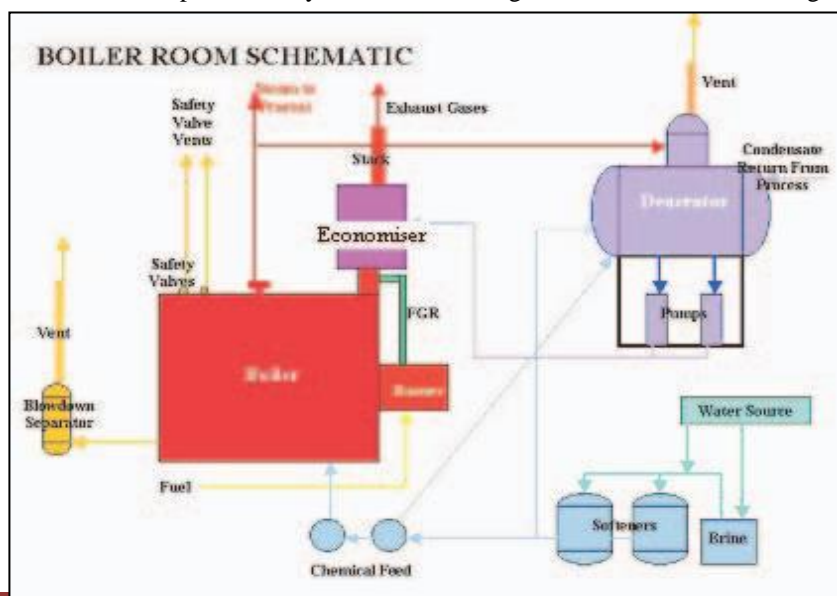 BOILER ROOM SCHEMATIC
Safety
Valve
Vents
Steam to
Process
Exhaust Gases
Vent
Stack
Condensate
Return From
Process
Deaerator
Economiser
Safety
Valves
FGR
Pumps
Vent
Boiler
Burner
Blowdown
Separator
Water Source
Fuel
Softeners
Brine
Chemical Feed